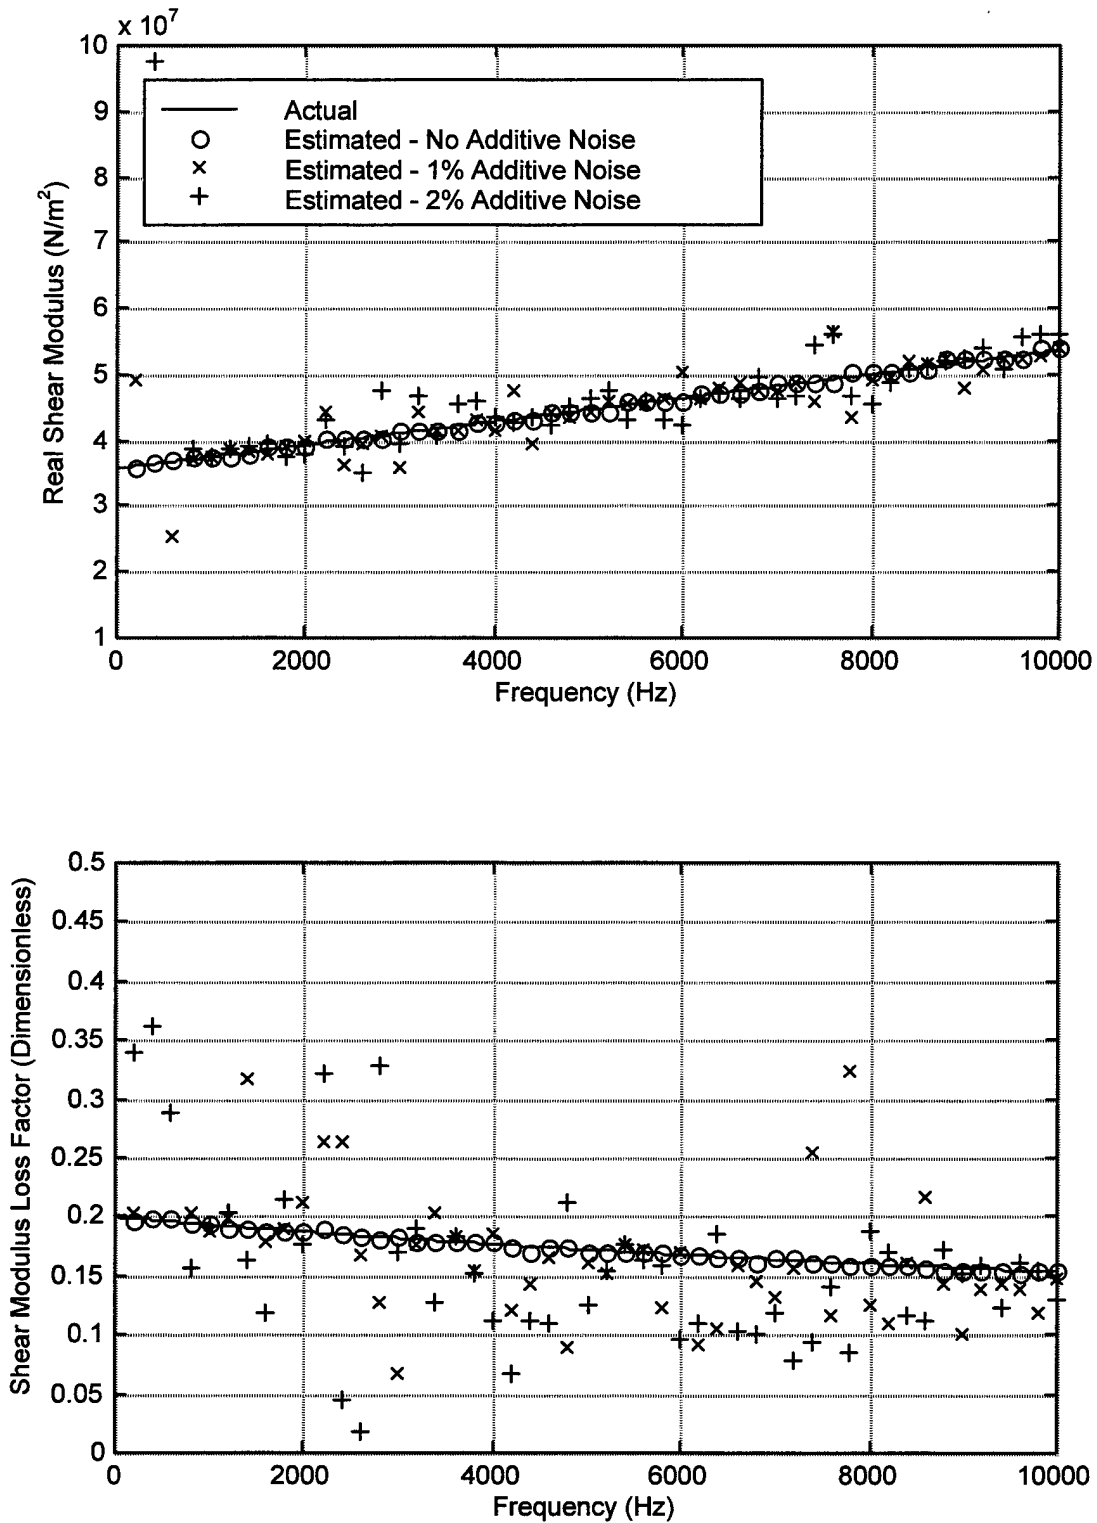 x 10⁷
10
9
8
7
6
5
4
3
2
1
Real Shear Modulus (N/m²)
Actual
Estimated - No Additive Noise
Estimated - 1% Additive Noise
Estimated - 2% Additive Noise
0 2000 4000 6000 8000 10000
Frequency (Hz)
0.5
0.45
0.4
0.35
0.3
0.25
0.2
0.15
0.1
0.05
0
Shear Modulus Loss Factor (Dimensionless)
0 2000 4000 6000 8000 10000
Frequency (Hz)